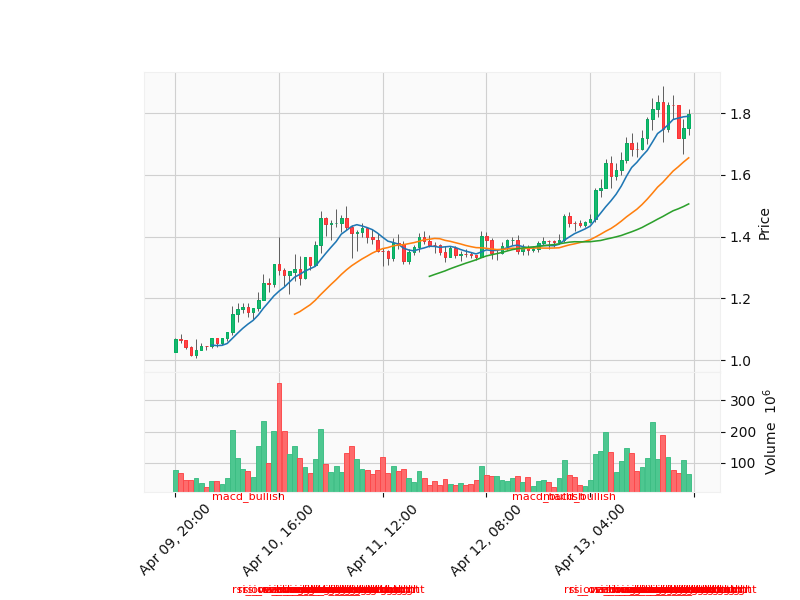 1.8
1.6
1.4
1.2
1.0
Price
300
200
100
Volume 10^6
macd_bullish
macd_bullish
Apr 09, 20:00
Apr 10, 16:00
Apr 11, 12:00
Apr 12, 08:00
Apr 13, 04:00